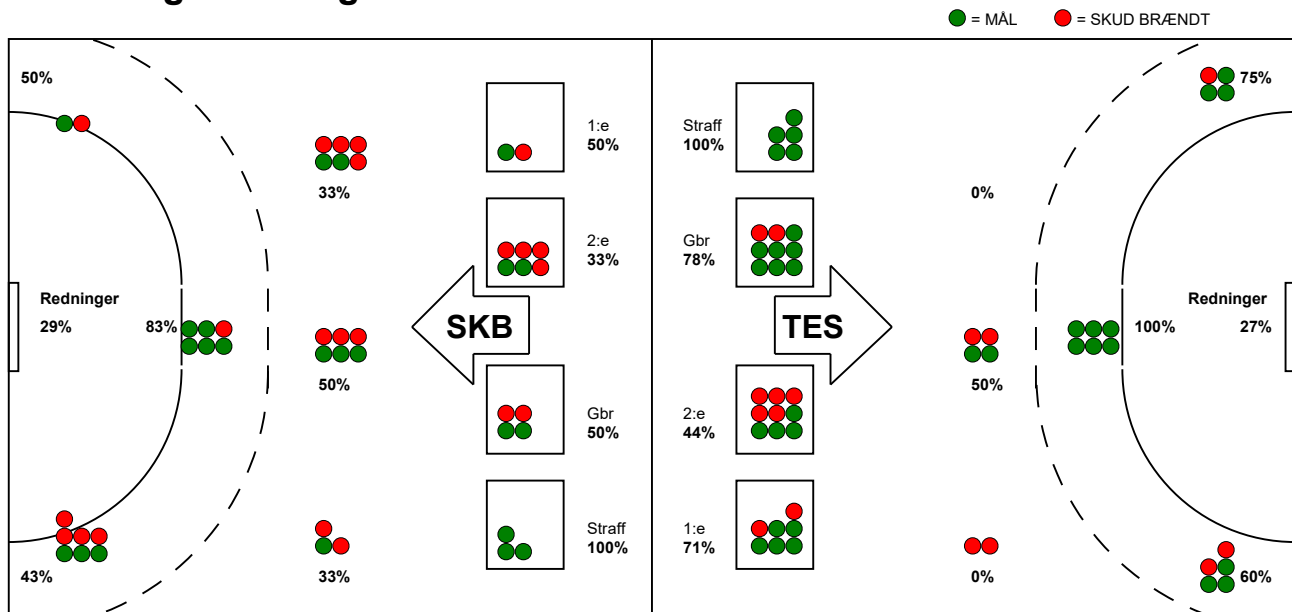 = MÅL
= SKUD BRÆNDT
50%
75%
1:e
50%
Straff
100%
33%
0%
2:e
33%
Gbr
78%
Redninger
29%
83%
SKB
TES
100%
Redninger
27%
50%
50%
Gbr
50%
2:e
44%
Straff
100%
1:e
71%
43%
33%
0%
60%